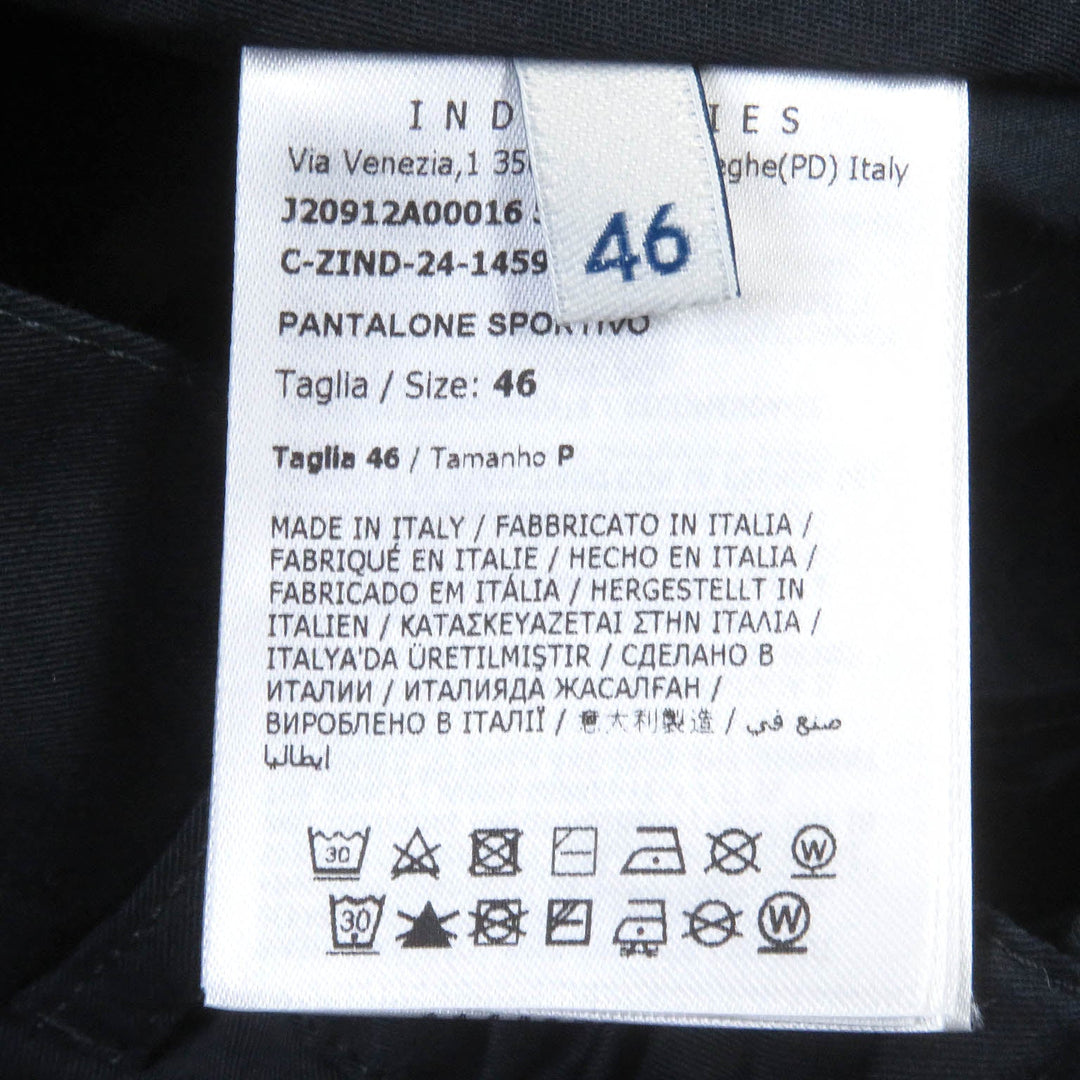 I N D I E S
Via Venezia,1 35 eghe(PD) Italy
J20912A00016
C-ZIND-24-1459
46
PANTALONE SPORTIVO
Taglia / Size: 46
Taglia 46 / Tamanho P
MADE IN ITALY / FABBRICATO IN ITALIA /
FABRIQUÉ EN ITALIE / HECHO EN ITALIA /
FABRICADO EM ITÁLIA / HERGESTELLT IN
ITALIEN / ΚΑΤΑΣΚΕΥΑΖΕΤΑΙ ΣΤΗΝ ΙΤΑΛΙΑ /
ITALYA'DA ÜRETILMIŞTIR / СДЕЛАНО В
ИТАЛИИ / ИТАЛИЯДА ЖАСАЛҒАН /
ВИРОБЛЕНО В ІТАЛІЇ / 意大利製造 / صنع في
ايطاليا
30 W
30 W